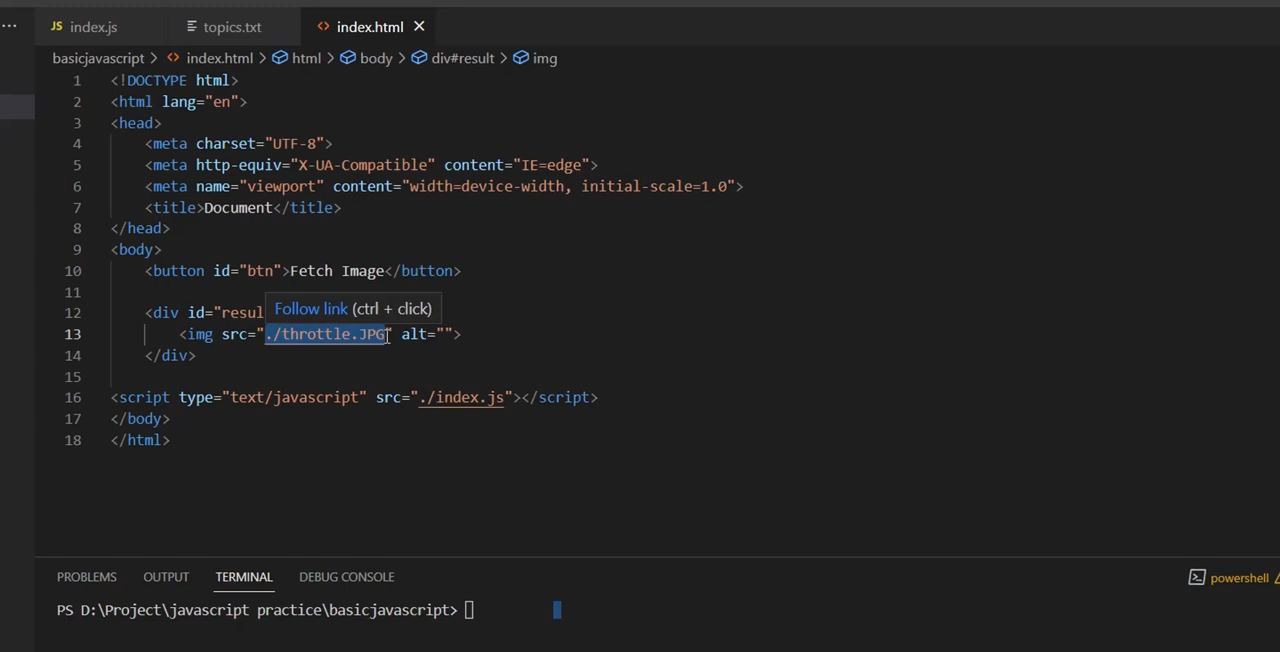 ... JS index.js topics.txt <> index.html ✕
basicjavascript > <> index.html > html > body > div#result > img
1 <!DOCTYPE html>
2 <html lang="en">
3 <head>
4 <meta charset="UTF-8">
5 <meta http-equiv="X-UA-Compatible" content="IE=edge">
6 <meta name="viewport" content="width=device-width, initial-scale=1.0">
7 <title>Document</title>
8 </head>
9 <body>
10 <button id="btn">Fetch Image</button>
11
Follow link (ctrl + click)
12 <div id="resul
13 <img src="./throttle.JPG" alt="">
14 </div>
15
16 <script type="text/javascript" src="./index.js"></script>
17 </body>
18 </html>
PROBLEMS OUTPUT TERMINAL DEBUG CONSOLE powershell
PS D:\Project\javascript practice\basicjavascript>